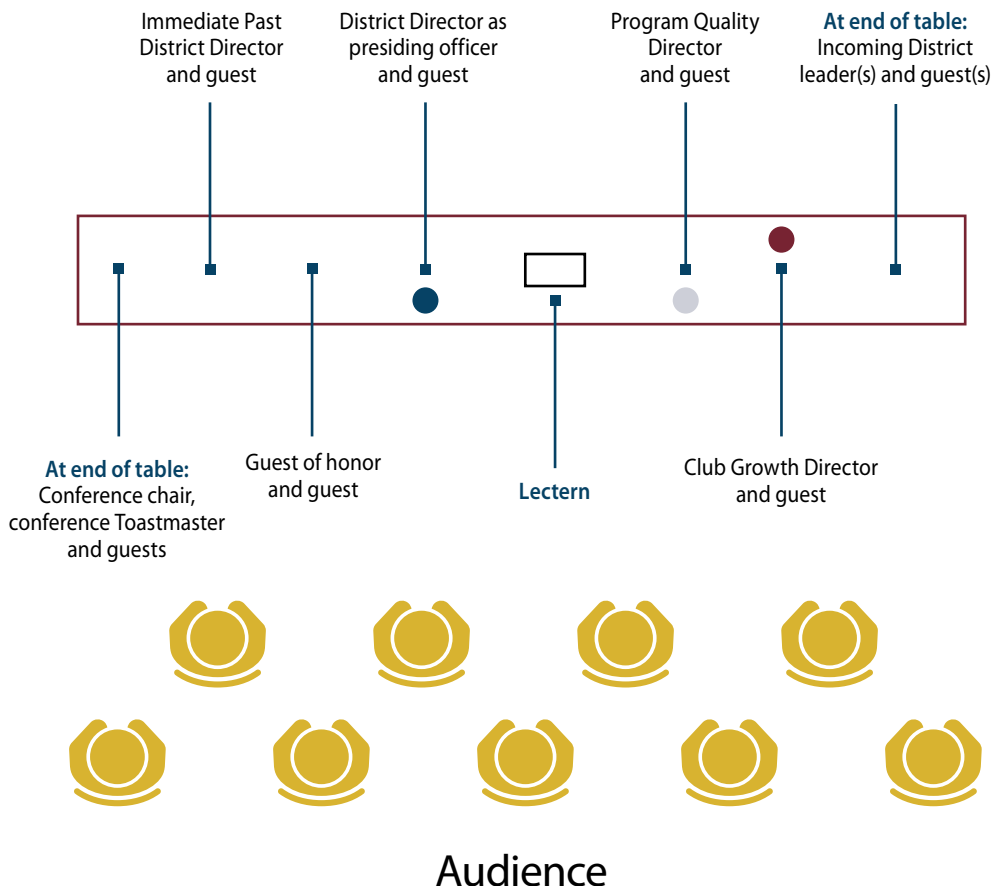 Immediate Past
District Director
and guest
District Director as
presiding officer
and guest
Program Quality
Director
and guest
At end of table:
Incoming District
leader(s) and guest(s)
At end of table:
Conference chair,
conference Toastmaster
and guests
Guest of honor
and guest
Lectern
Club Growth Director
and guest
Audience